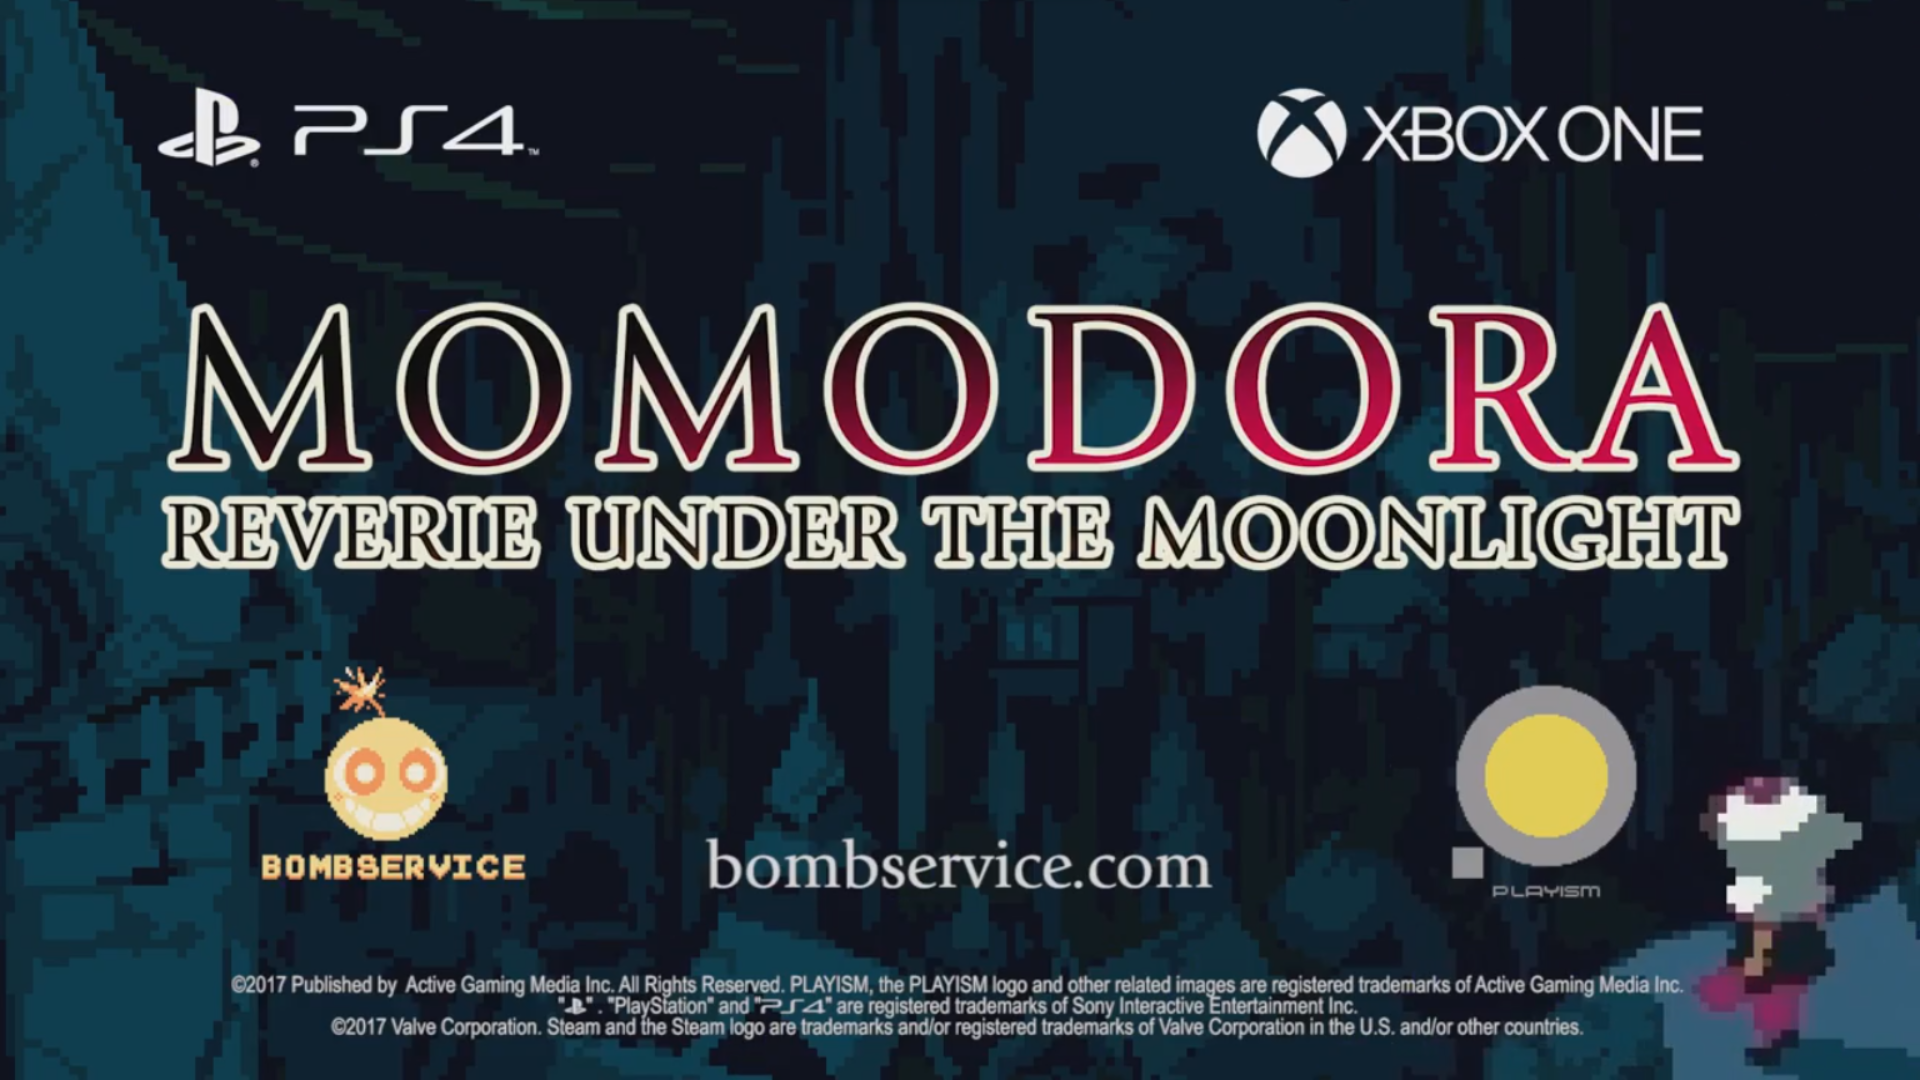 PS4™
XBOX ONE
MOMODORA
REVERIE UNDER THE MOONLIGHT
BOMBSERVICE
bombservice.com
PLAYISM
©2017 Published by Active Gaming Media Inc. All Rights Reserved. PLAYISM, the PLAYISM logo and other related images are registered trademarks of Active Gaming Media Inc.
" ". "PlayStation" and "PS4" are registered trademarks of Sony Interactive Entertainment Inc.
©2017 Valve Corporation. Steam and the Steam logo are trademarks and/or registered trademarks of Valve Corporation in the U.S. and/or other countries.